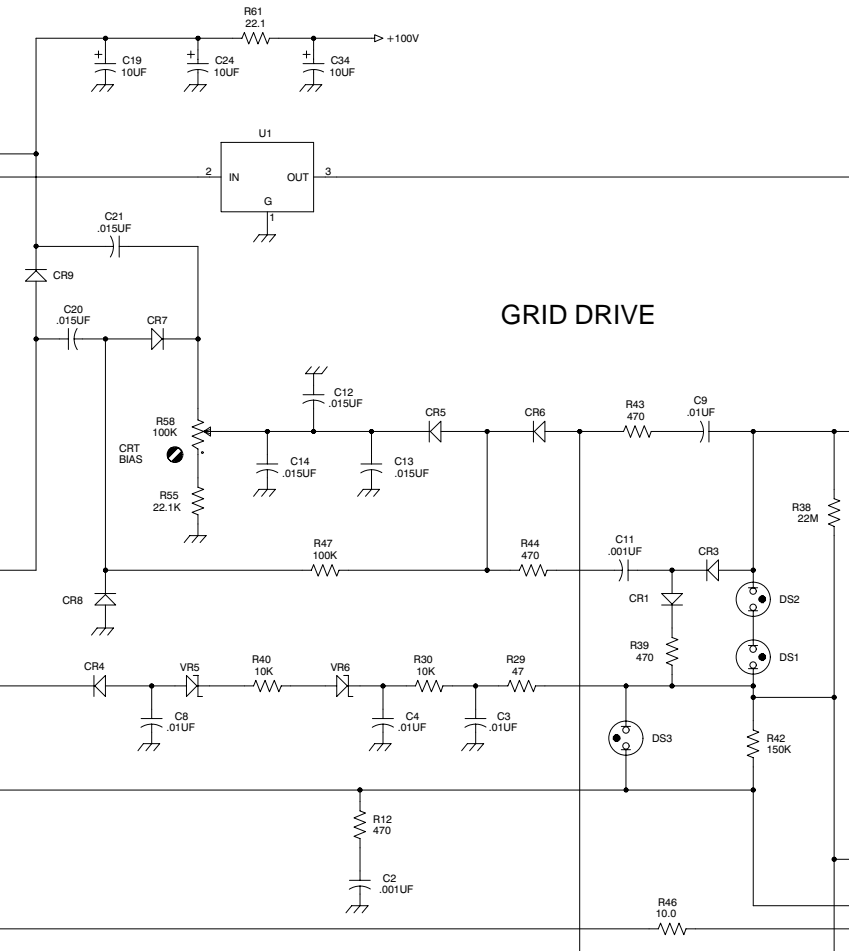 R61
22.1
+100V
+
C19
10UF
+
C24
10UF
+
C34
10UF
U1
2
IN
OUT
3
G
1
C21
.015UF
CR9
C20
.015UF
CR7
GRID DRIVE
C12
.015UF
R58
100K
CRT
BIAS
CR5
CR6
R43
470
C9
.01UF
C14
.015UF
C13
.015UF
R55
22.1K
R38
22M
R47
100K
R44
470
C11
.001UF
CR3
CR8
CR1
DS2
R39
470
DS1
CR4
VR5
R40
10K
VR6
R30
10K
R29
47
C8
.01UF
C4
.01UF
C3
.01UF
DS3
R42
150K
R12
470
C2
.001UF
R46
10.0